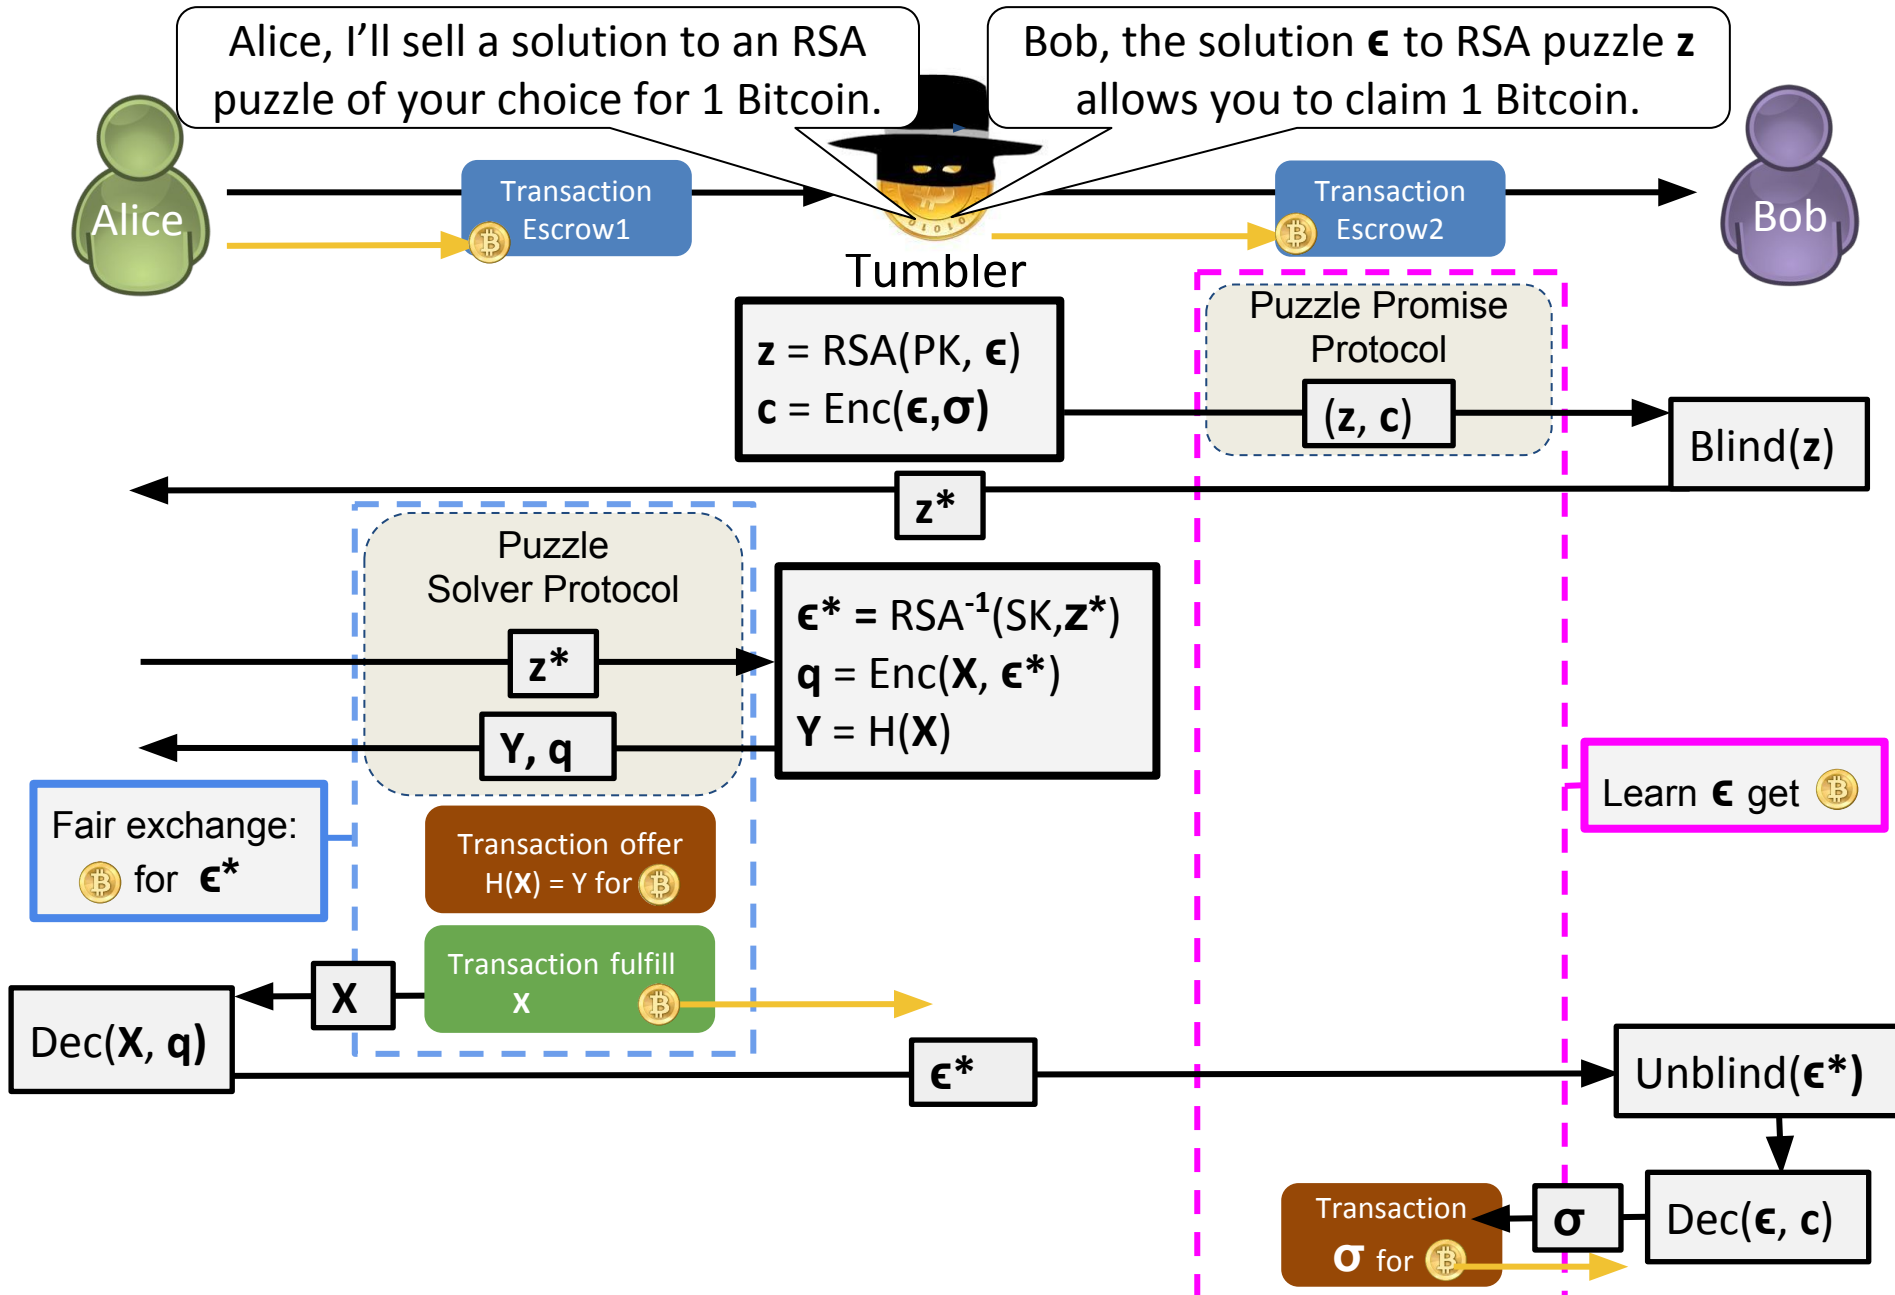 Alice, I’ll sell a solution to an RSA
puzzle of your choice for 1 Bitcoin.
Bob, the solution ϵ to RSA puzzle z
allows you to claim 1 Bitcoin.
Alice
Transaction
Escrow1
Tumbler
Transaction
Escrow2
Bob
Puzzle Promise
Protocol
z = RSA(PK, ϵ)
c = Enc(ϵ,σ)
(z, c)
Blind(z)
z*
Puzzle
Solver Protocol
z*
Y, q
ϵ* = RSA⁻¹(SK,z*)
q = Enc(X, ϵ*)
Y = H(X)
Learn ϵ get
Fair exchange:
for ϵ*
Transaction offer
H(X) = Y for
Transaction fulfill
X
X
Dec(X, q)
ϵ*
Unblind(ϵ*)
Dec(ϵ, c)
σ
Transaction
σ for